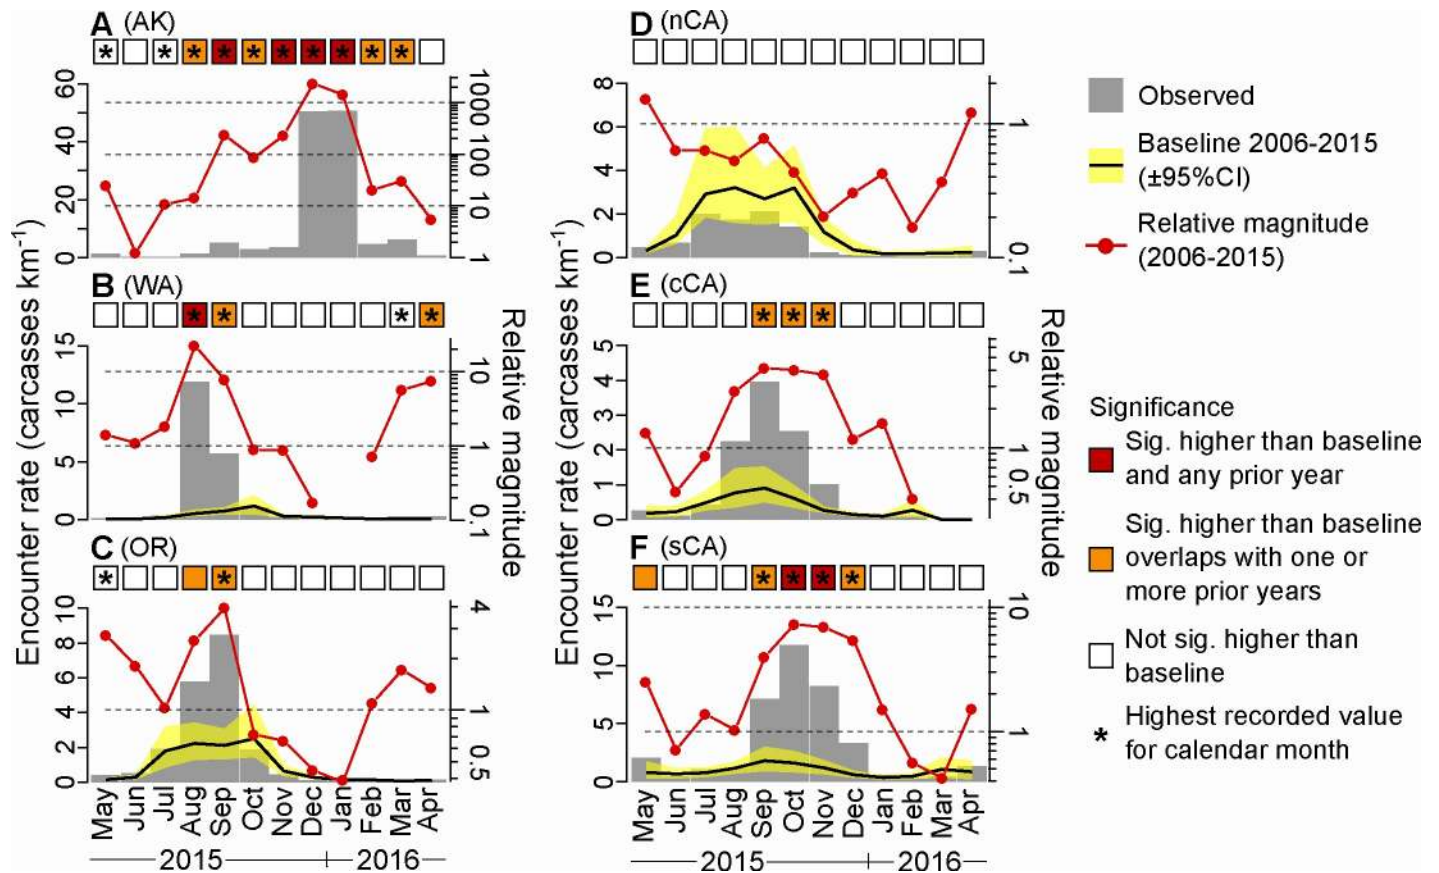 A (AK)
* * * * * * * * * *
60
40
20
0
1000
100
10
1
B (WA)
* * * *
15
10
5
0
10
1
0.1
C (OR)
* *
10
8
6
4
2
0
4
1
0.5
Encounter rate (carcasses km-1)
Relative magnitude
May
Jun
Jul
Aug
Sep
Oct
Nov
Dec
Jan
Feb
Mar
Apr
2015
2016
D (nCA)
8
6
4
2
0
1
0.1
E (cCA)
* * *
5
4
3
2
1
0
5
1
0.5
F (sCA)
* * * *
15
10
5
0
10
1
Encounter rate (carcasses km-1)
Relative magnitude
May
Jun
Jul
Aug
Sep
Oct
Nov
Dec
Jan
Feb
Mar
Apr
2015
2016
Observed
Baseline 2006-2015
(±95%CI)
Relative magnitude
(2006-2015)
Significance
Sig. higher than baseline
and any prior year
Sig. higher than baseline
overlaps with one or
more prior years
Not sig. higher than
baseline
* Highest recorded value
for calendar month